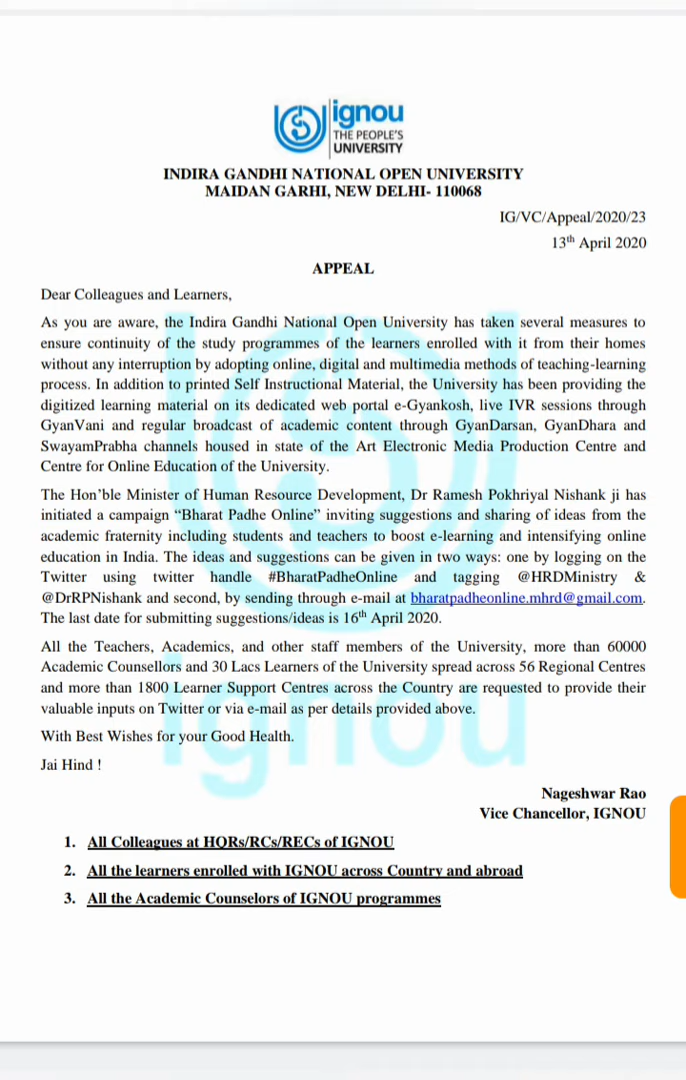 ignou
THE PEOPLE'S
UNIVERSITY
INDIRA GANDHI NATIONAL OPEN UNIVERSITY
MAIDAN GARHI, NEW DELHI- 110068
IG/VC/Appeal/2020/23
13th April 2020
APPEAL
Dear Colleagues and Learners,
As you are aware, the Indira Gandhi National Open University has taken several measures to
ensure continuity of the study programmes of the learners enrolled with it from their homes
without any interruption by adopting online, digital and multimedia methods of teaching-learning
process. In addition to printed Self Instructional Material, the University has been providing the
digitized learning material on its dedicated web portal e-Gyankosh, live IVR sessions through
GyanVani and regular broadcast of academic content through GyanDarsan, GyanDhara and
SwayamPrabha channels housed in state of the Art Electronic Media Production Centre and
Centre for Online Education of the University.
The Hon'ble Minister of Human Resource Development, Dr Ramesh Pokhriyal Nishank ji has
initiated a campaign “Bharat Padhe Online” inviting suggestions and sharing of ideas from the
academic fraternity including students and teachers to boost e-learning and intensifying online
education in India. The ideas and suggestions can be given in two ways: one by logging on the
Twitter using twitter handle #BharatPadheOnline and tagging @HRDMinistry &
@DrRPNishank and second, by sending through e-mail at bharatpadheonline.mhrd@gmail.com.
The last date for submitting suggestions/ideas is 16th April 2020.
All the Teachers, Academics, and other staff members of the University, more than 60000
Academic Counsellors and 30 Lacs Learners of the University spread across 56 Regional Centres
and more than 1800 Learner Support Centres across the Country are requested to provide their
valuable inputs on Twitter or via e-mail as per details provided above.
With Best Wishes for your Good Health.
Jai Hind !
Nageshwar Rao
Vice Chancellor, IGNOU
1. All Colleagues at HQRs/RCs/RECs of IGNOU
2. All the learners enrolled with IGNOU across Country and abroad
3. All the Academic Counselors of IGNOU programmes
ignou